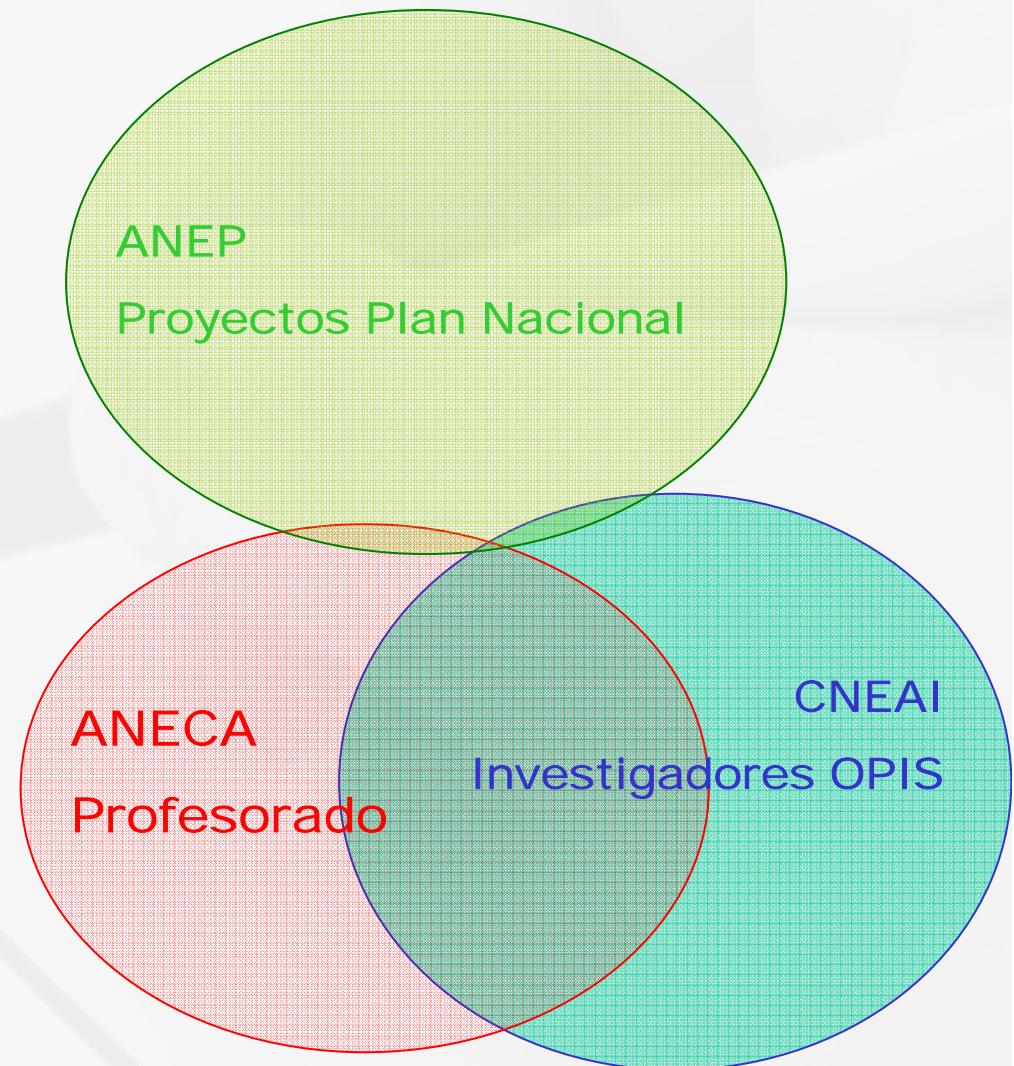 ANEP
Proyectos Plan Nacional
ANECA
Profesorado
CNEAI
Investigadores OPIS